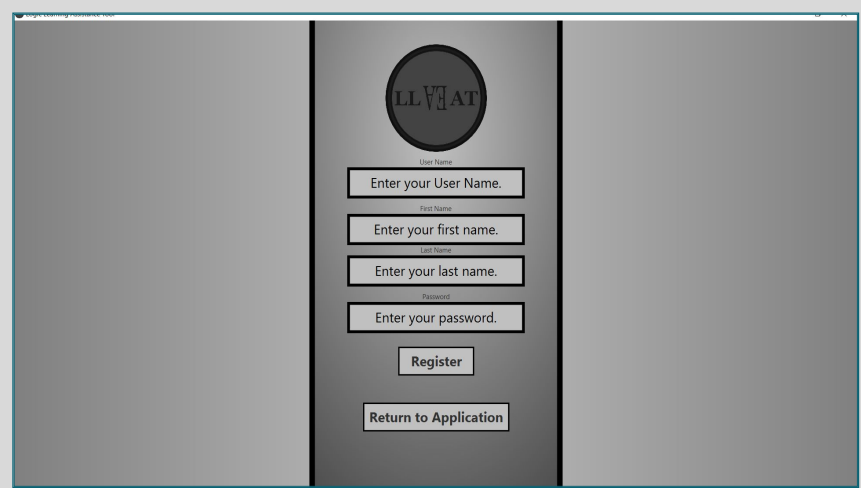 Logic Learning Assistance Tool
LL∀EAT
User Name
Enter your User Name.
First Name
Enter your first name.
Last Name
Enter your last name.
Password
Enter your password.
Register
Return to Application